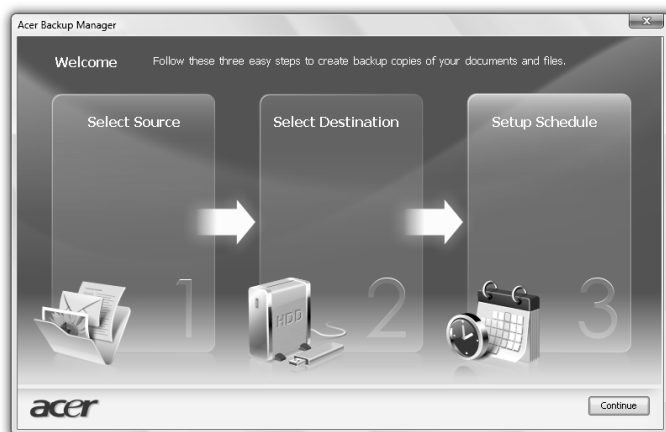 Acer Backup Manager
Welcome
Follow these three easy steps to create backup copies of your documents and files.
Select Source
Select Destination
Setup Schedule
1
HDD
2
3
acer
Continue